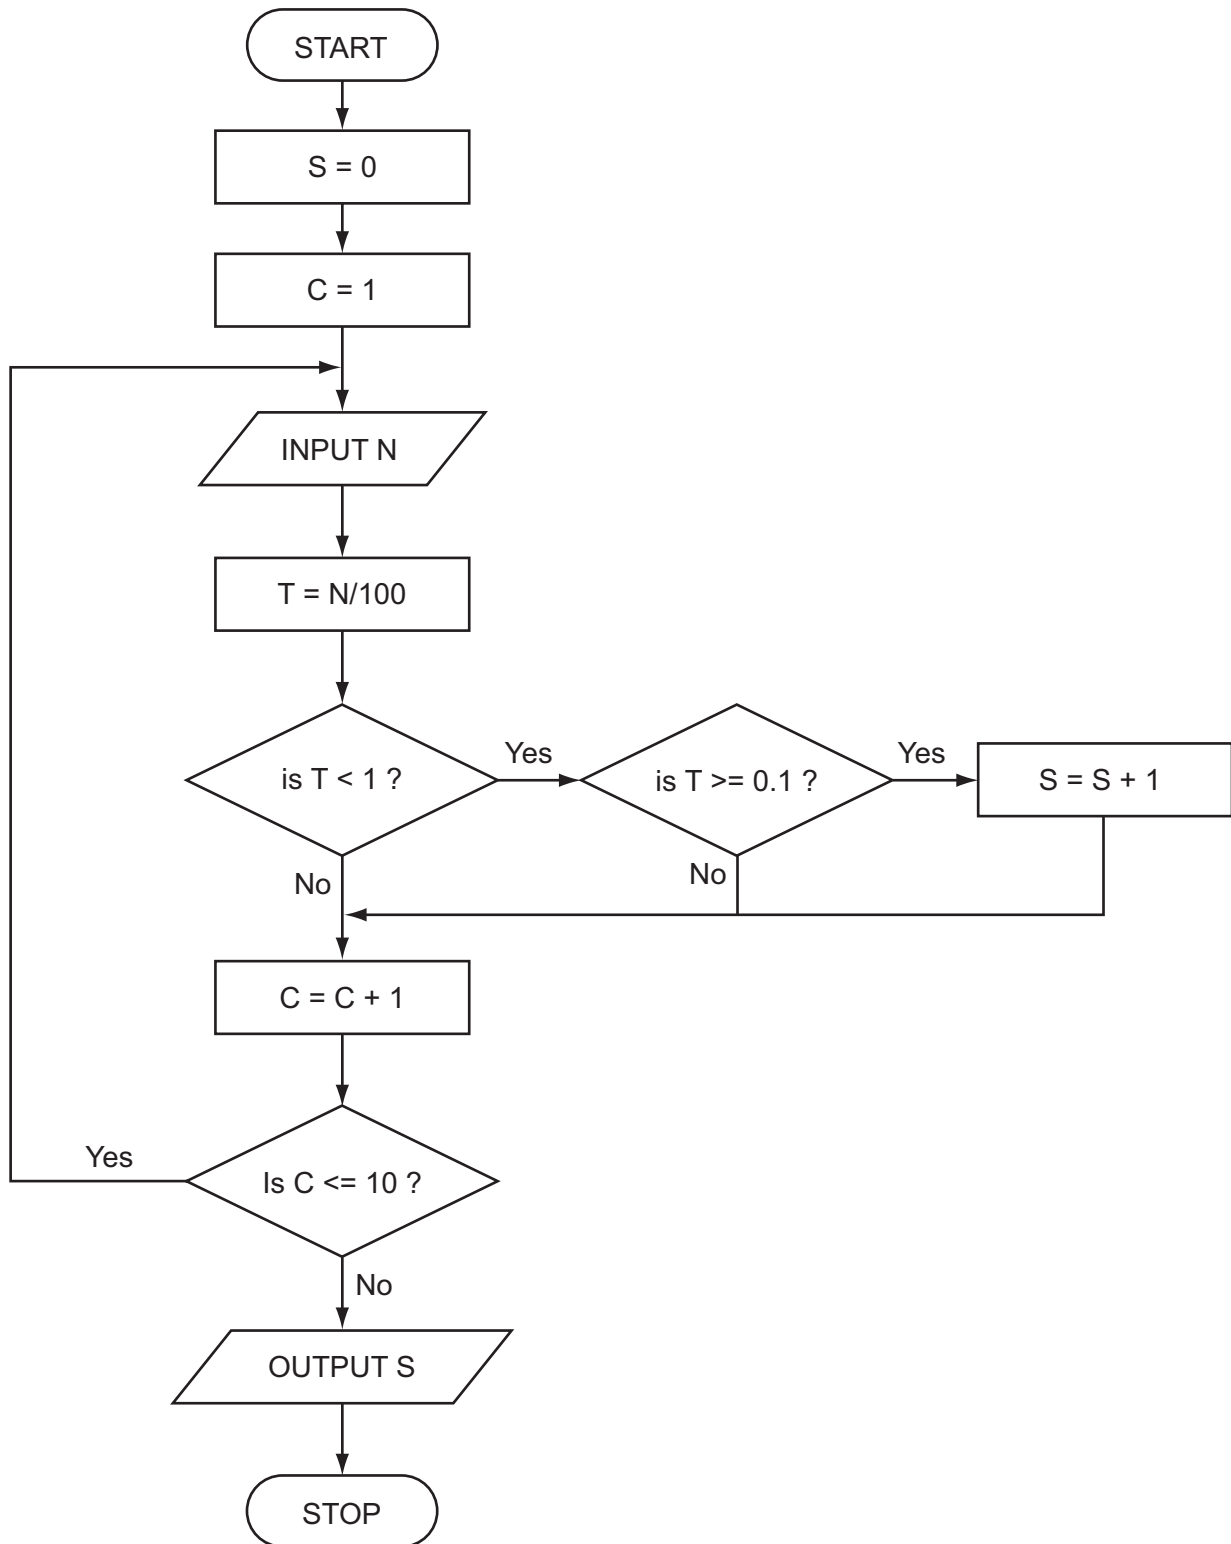 START
S = 0
C = 1
INPUT N
T = N/100
is T < 1 ?
Yes
is T >= 0.1 ?
Yes
S = S + 1
No
No
C = C + 1
Is C <= 10 ?
Yes
No
OUTPUT S
STOP